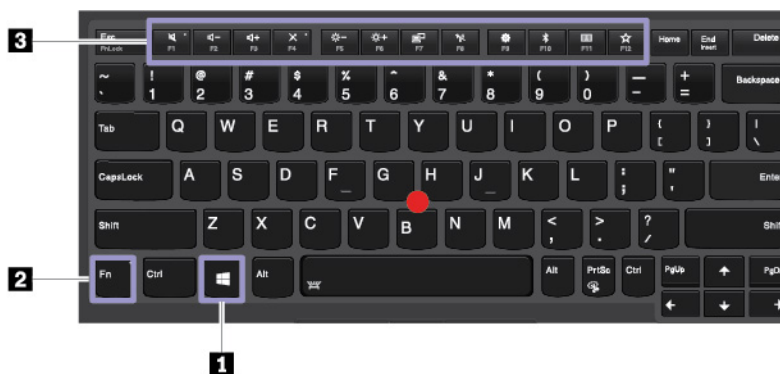 3
Esc
FnLock
F1 F2 F3 F4 F5 F6 F7 F8 F9 F10 F11 F12
Home
End
Insert
Delete
~ ! @ # $ % ^ & * ( ) — +
` 1 2 3 4 5 6 7 8 9 0 - =
Backspace
Tab Q W E R T Y U I O P { } |
[ ] \
CapsLock A S D F G H J K L : "
; '
Enter
Shift Z X C V B N M < > ?
, . /
Shif
2
Fn Ctrl Alt Alt PrtSc Ctrl PgUp PgD
1